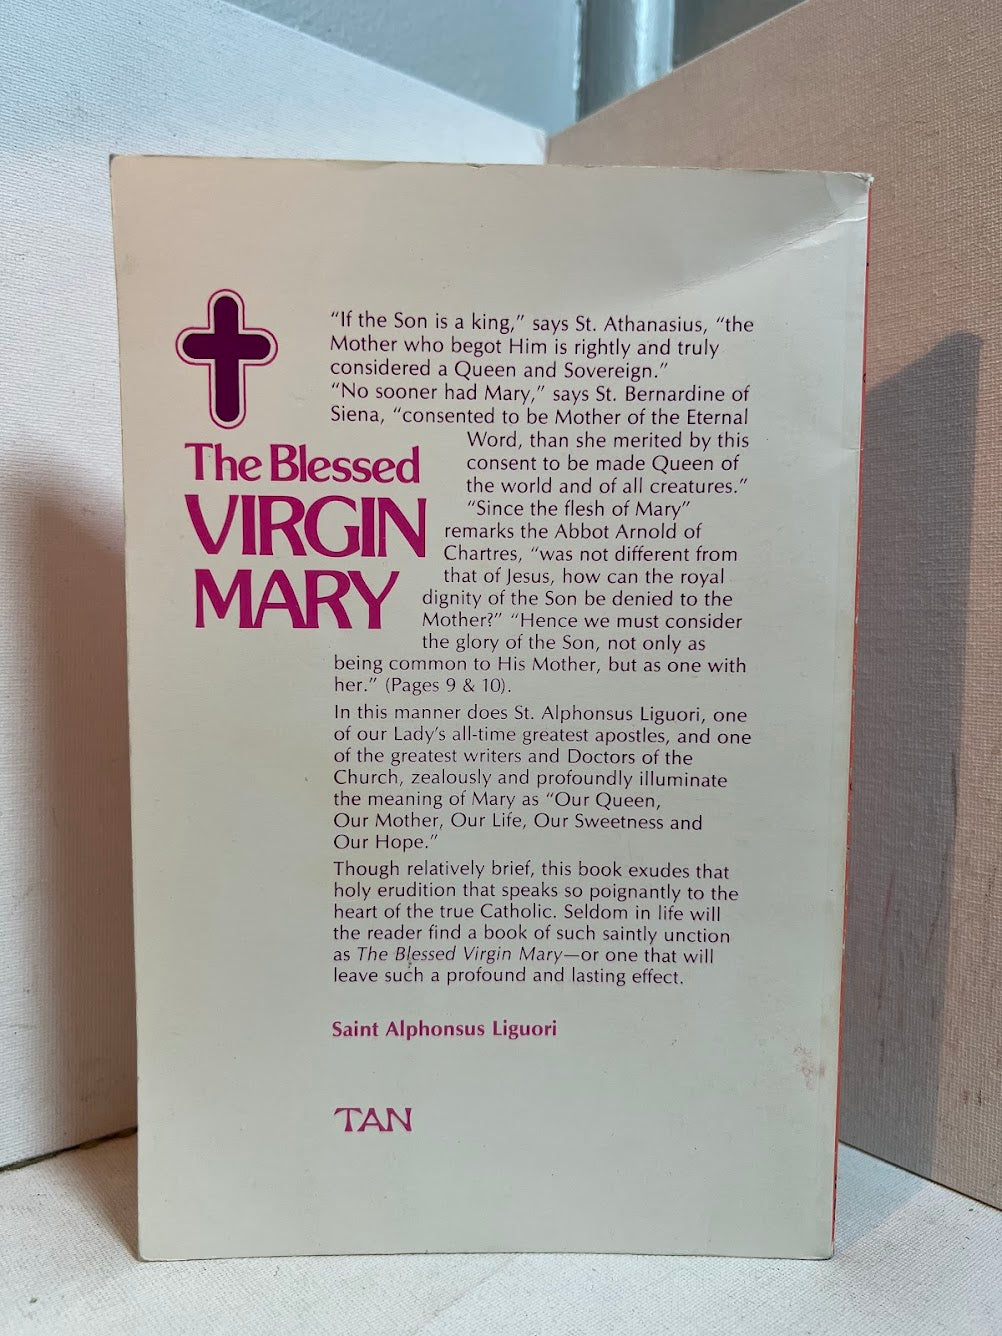 The Blessed
VIRGIN
MARY
“If the Son is a king,” says St. Athanasius, “the
Mother who begot Him is rightly and truly
considered a Queen and Sovereign.”
“No sooner had Mary,” says St. Bernardine of
Siena, “consented to be Mother of the Eternal
Word, than she merited by this
consent to be made Queen of
the world and of all creatures.”
“Since the flesh of Mary”
remarks the Abbot Arnold of
Chartres, “was not different from
that of Jesus, how can the royal
dignity of the Son be denied to the
Mother?” “Hence we must consider
the glory of the Son, not only as
being common to His Mother, but as one with
her.” (Pages 9 & 10).
In this manner does St. Alphonsus Liguori, one
of our Lady’s all-time greatest apostles, and one
of the greatest writers and Doctors of the
Church, zealously and profoundly illuminate
the meaning of Mary as “Our Queen,
Our Mother, Our Life, Our Sweetness and
Our Hope.”
Though relatively brief, this book exudes that
holy erudition that speaks so poignantly to the
heart of the true Catholic. Seldom in life will
the reader find a book of such saintly unction
as The Blessed Virgin Mary—or one that will
leave such a profound and lasting effect.
Saint Alphonsus Liguori
TAN